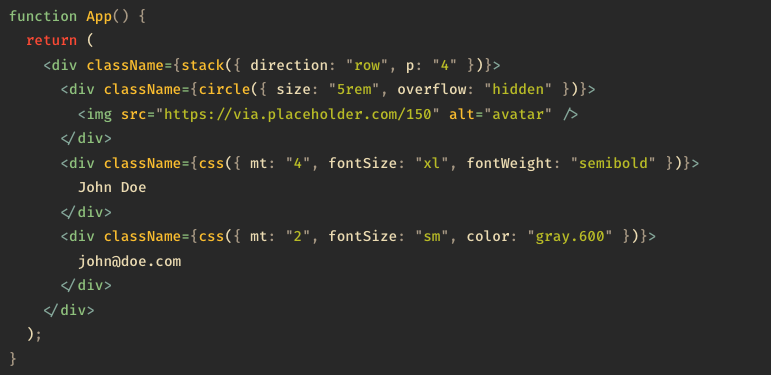 function App() {
  return (
    <div className={stack({ direction: "row", p: "4" })}>
      <div className={circle({ size: "5rem", overflow: "hidden" })}>
        <img src="https://via.placeholder.com/150" alt="avatar" />
      </div>
      <div className={css({ mt: "4", fontSize: "xl", fontWeight: "semibold" })}>
        John Doe
      </div>
      <div className={css({ mt: "2", fontSize: "sm", color: "gray.600" })}>
        john@doe.com
      </div>
    </div>
  );
}